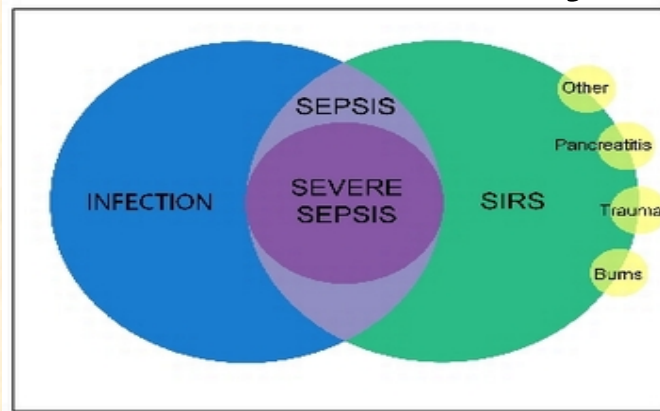 SEPSIS
INFECTION
SEVERE
SEPSIS
SIRS
Other
Pancreatitis
Trauma
Burns